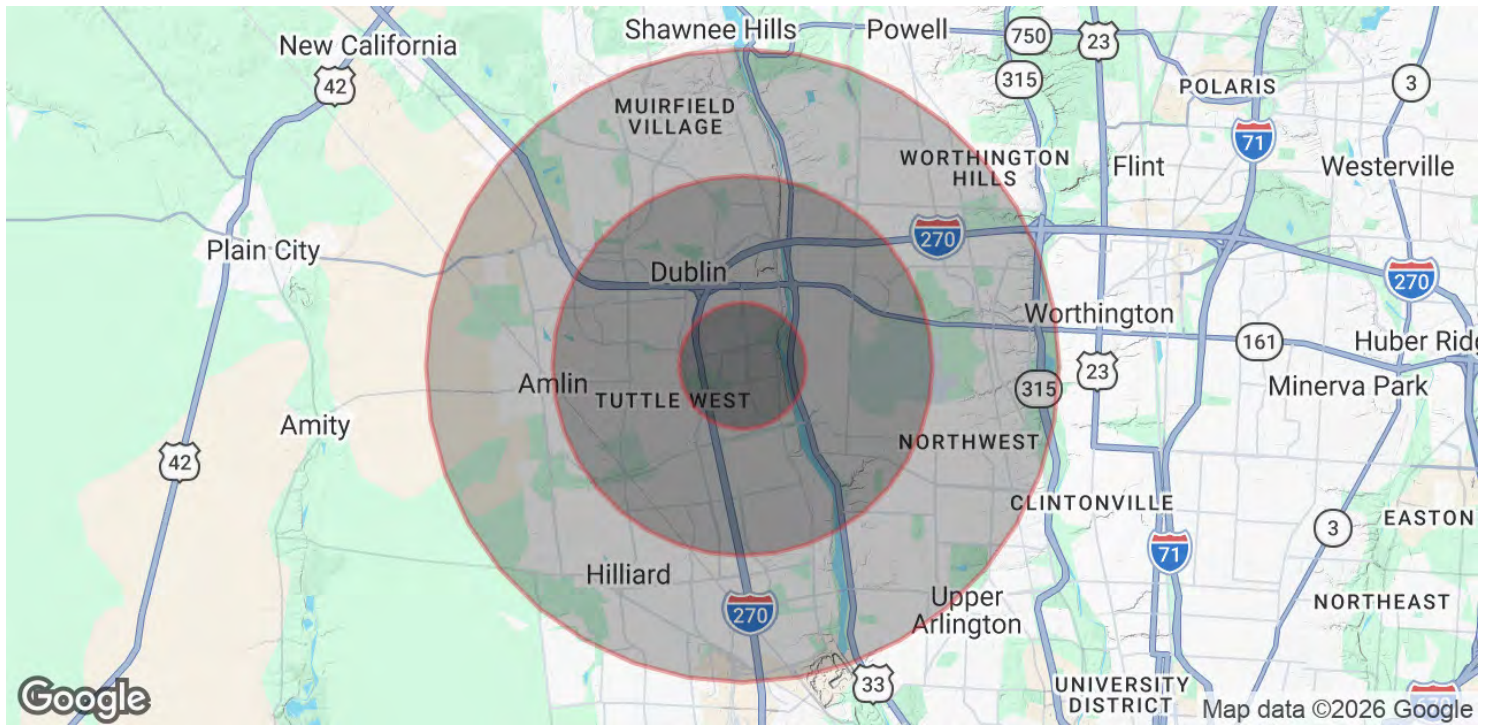 Shawnee Hills
Powell
750
23
New California
315
42
POLARIS
3
MUIRFIELD
VILLAGE
71
WORTHINGTON
HILLS
Flint
Westerville
270
Plain City
Dublin
270
Worthington
161
Huber Ridg
Amlin
TUTTLE WEST
315
23
Minerva Park
Amity
NORTHWEST
42
CLINTONVILLE
EASTON
3
71
Hilliard
270
Upper
Arlington
NORTHEAST
33
UNIVERSITY
DISTRICT
Google
Map data ©2026 Google